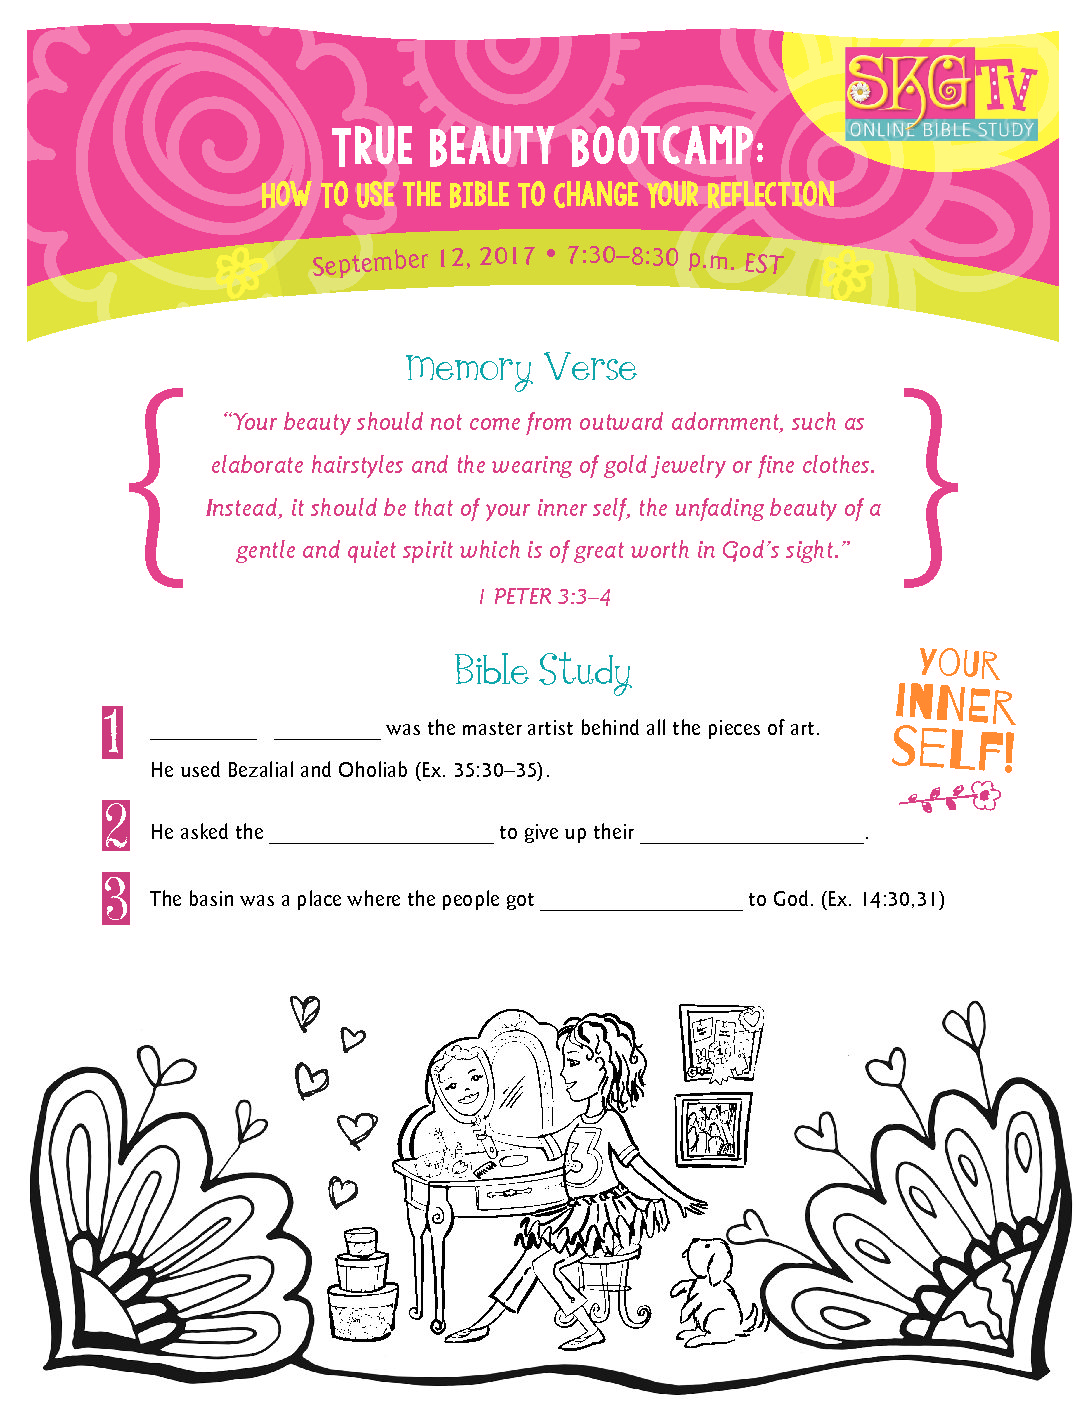 SKG TV
ONLINE BIBLE STUDY
TRUE BEAUTY BOOTCAMP:
HOW TO USE THE BIBLE TO CHANGE YOUR REFLECTION
September 12, 2017 • 7:30–8:30 p.m. EST
Memory Verse
“Your beauty should not come from outward adornment, such as
elaborate hairstyles and the wearing of gold jewelry or fine clothes.
Instead, it should be that of your inner self, the unfading beauty of a
gentle and quiet spirit which is of great worth in God’s sight.”
1 PETER 3:3–4
Bible Study
YOUR
INNER
SELF!
1 __________ __________ was the master artist behind all the pieces of art.
He used Bezalial and Oholiab (Ex. 35:30–35).
2 He asked the ____________________ to give up their ____________________.
3 The basin was a place where the people got __________________ to God. (Ex. 14:30,31)
3